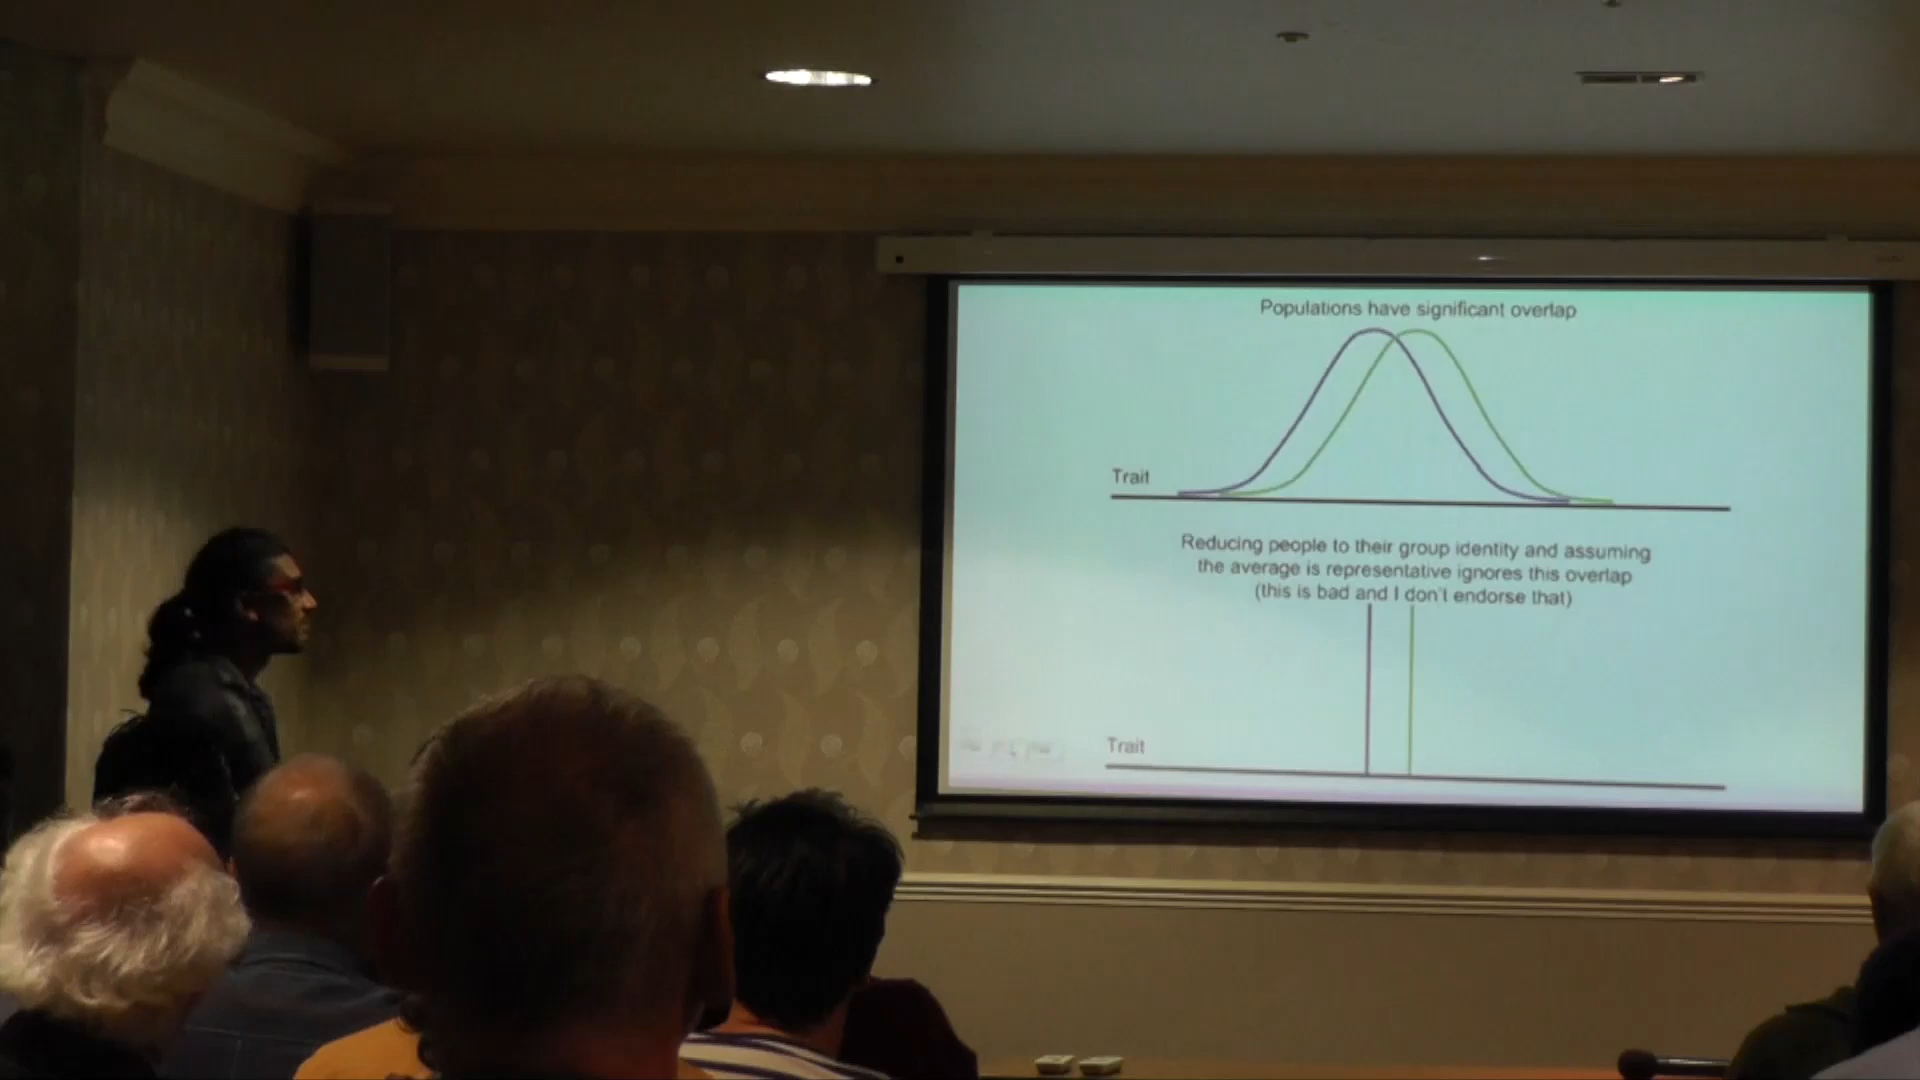 Populations have significant overlap
Trait
Reducing people to their group identity and assuming
the average is representative ignores this overlap
(this is bad and I don't endorse that)
Trait